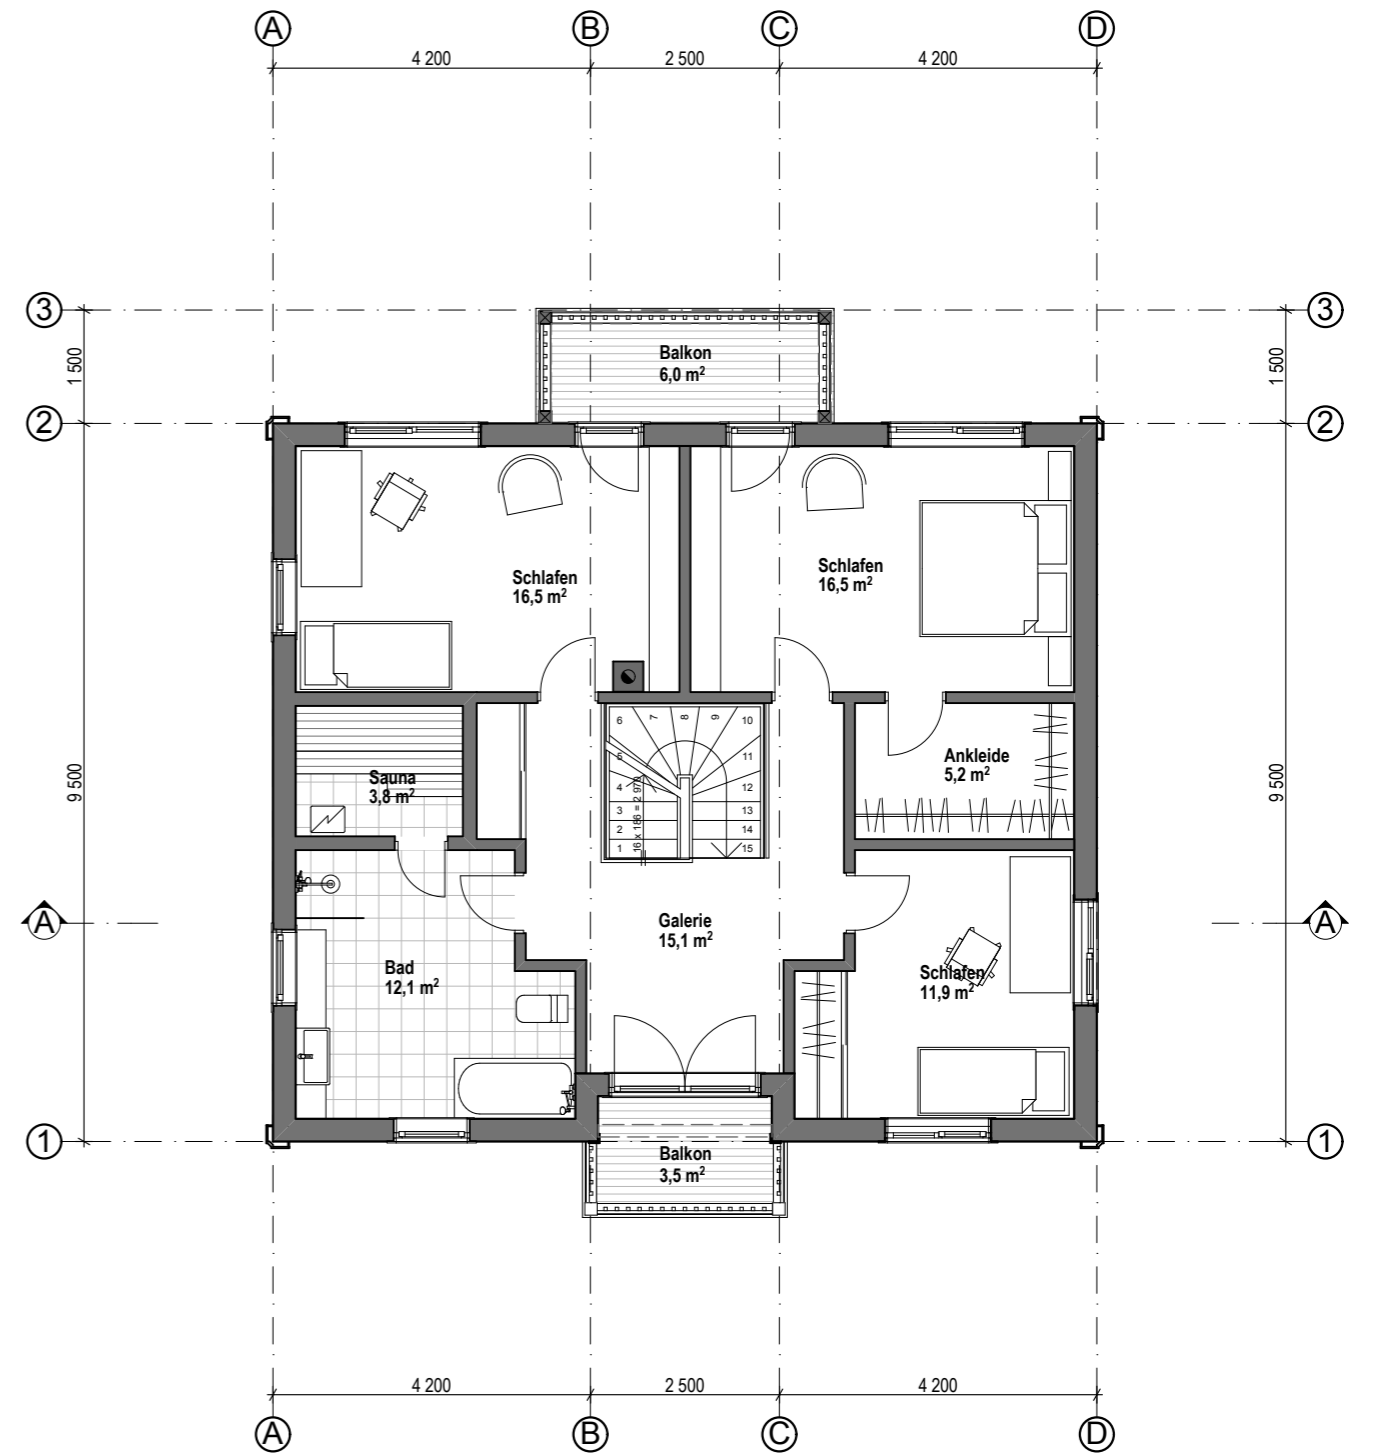 A B C D
4 200 2 500 4 200
3 3
1 500 1 500
Balkon
6,0 m²
2 2
Schlafen
16,5 m²
Schlafen
16,5 m²
9 500 9 500
6 7 8 9 10
5 11
4 12
3 13
2 14
1 15
16 x 186 = 2 970
Sauna
3,8 m²
Ankleide
5,2 m²
A A
Galerie
15,1 m²
Bad
12,1 m²
Schlafen
11,9 m²
1 1
Balkon
3,5 m²
4 200 2 500 4 200
A B C D